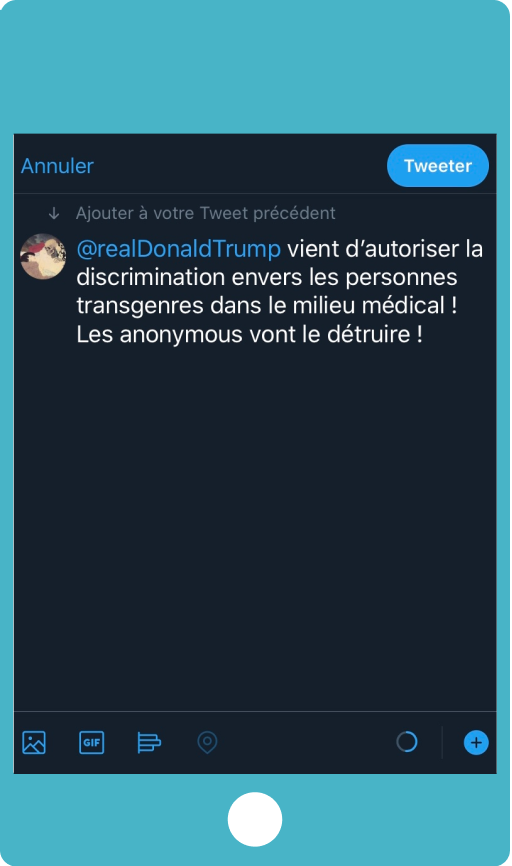 Annuler
Tweeter
Ajouter à votre Tweet précédent
@realDonaldTrump vient d’autoriser la
discrimination envers les personnes
transgenres dans le milieu médical !
Les anonymous vont le détruire !
GIF